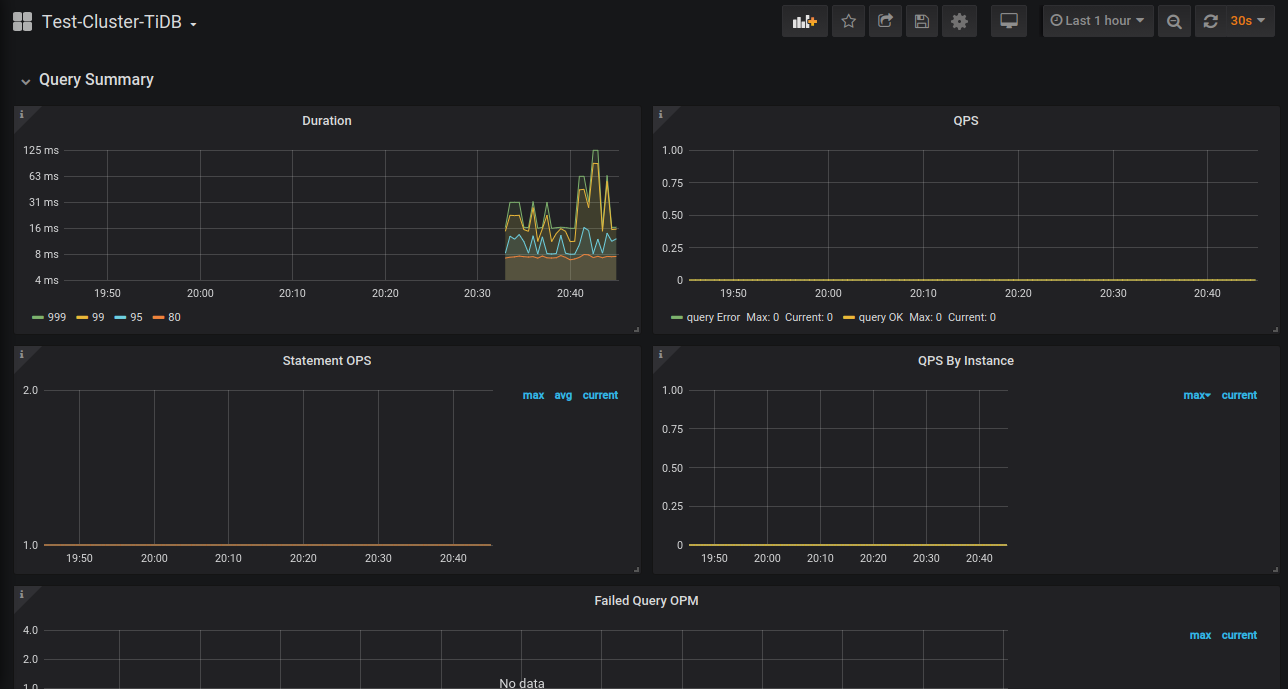 Test-Cluster-TiDB
Last 1 hour
30s
Query Summary
Duration
125 ms
63 ms
31 ms
16 ms
8 ms
4 ms
19:50 20:00 20:10 20:20 20:30 20:40
999 99 95 80
QPS
1.00
0.75
0.50
0.25
0
19:50 20:00 20:10 20:20 20:30 20:40
query Error Max: 0 Current: 0 query OK Max: 0 Current: 0
Statement OPS
2.0
1.0
19:50 20:00 20:10 20:20 20:30 20:40
max avg current
QPS By Instance
1.00
0.75
0.50
0.25
0
19:50 20:00 20:10 20:20 20:30 20:40
max current
Failed Query OPM
4.0
2.0
1.0
No data
max current